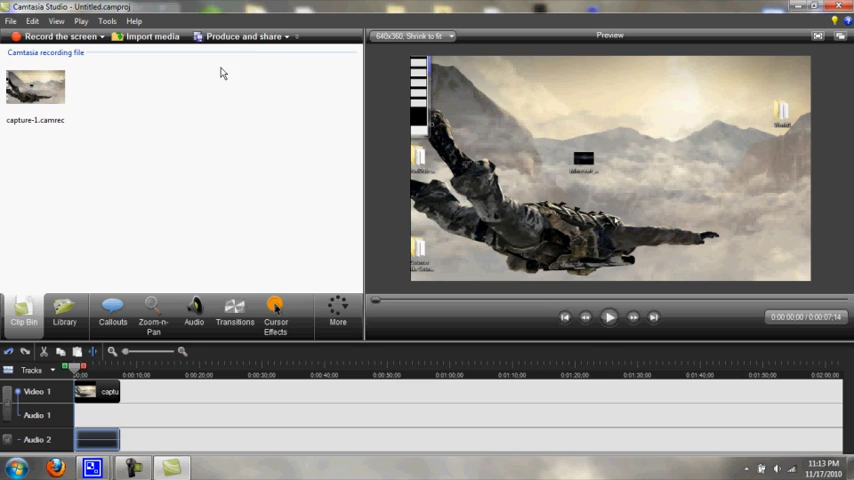 Camtasia Studio - Untitled.camproj
File Edit View Play Tools Help
Record the screen Import media Produce and share 640x360, Shrink to fit Preview
Camtasia recording file
capture-1.camrec
Clip Bin Library Callouts Zoom-n-Pan Audio Transitions Cursor Effects More
0:00:00;00 / 0:00:07;14
Tracks 0:00:10;00 0:00:20;00 0:00:30;00 0:00:40;00 0:00:50;00 0:01:00;00 0:01:10;00 0:01:20;00 0:01:30;00 0:01:40;00 0:01:50;00 0:02:00;00
Video 1 captu
Audio 1
Audio 2
11:13 PM
11/17/2010